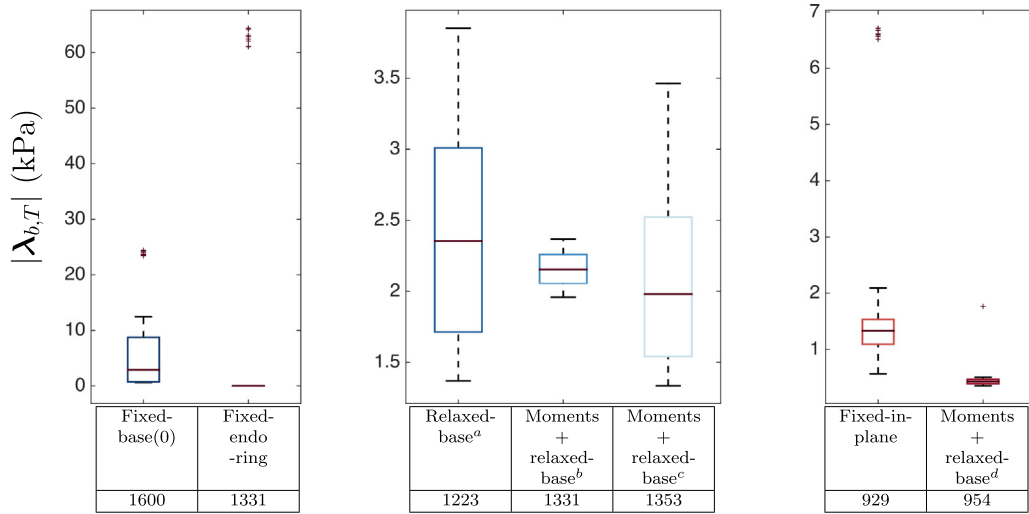 |λb,T| (kPa)
60
50
40
30
20
10
0
3.5
3
2.5
2
1.5
7
6
5
4
3
2
1
Fixed-
base(0)
Fixed-
endo
-ring
1600
1331
Relaxed-
baseᵃ
Moments
+
relaxed-
baseᵇ
Moments
+
relaxed-
baseᶜ
1223
1331
1353
Fixed-in-
plane
Moments
+
relaxed-
baseᵈ
929
954